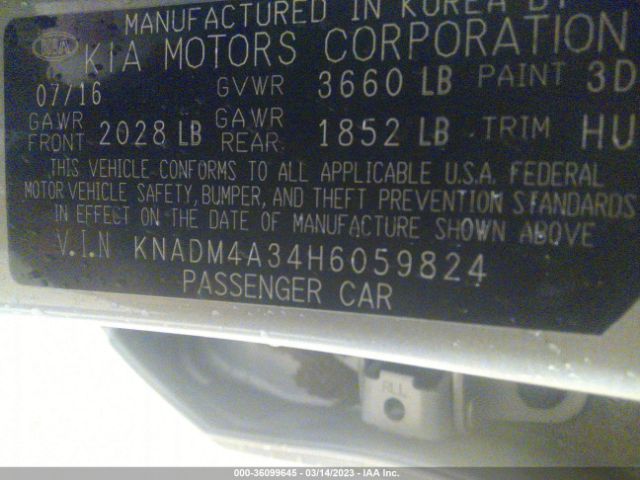 MANUFACTURED IN KOREA BY
KIA KIA MOTORS CORPORATION
07/16 GVWR 3660 LB PAINT 3D
GAWR FRONT 2028 LB GAWR REAR 1852 LB TRIM HU
THIS VEHICLE CONFORMS TO ALL APPLICABLE U.S.A. FEDERAL
MOTOR VEHICLE SAFETY, BUMPER, AND THEFT PREVENTION STANDARDS
IN EFFECT ON THE DATE OF MANUFACTURE SHOWN ABOVE
V.I.N KNADM4A34H6059824
PASSENGER CAR
RLL
000-36099645 - 03/14/2023 - IAA Inc.